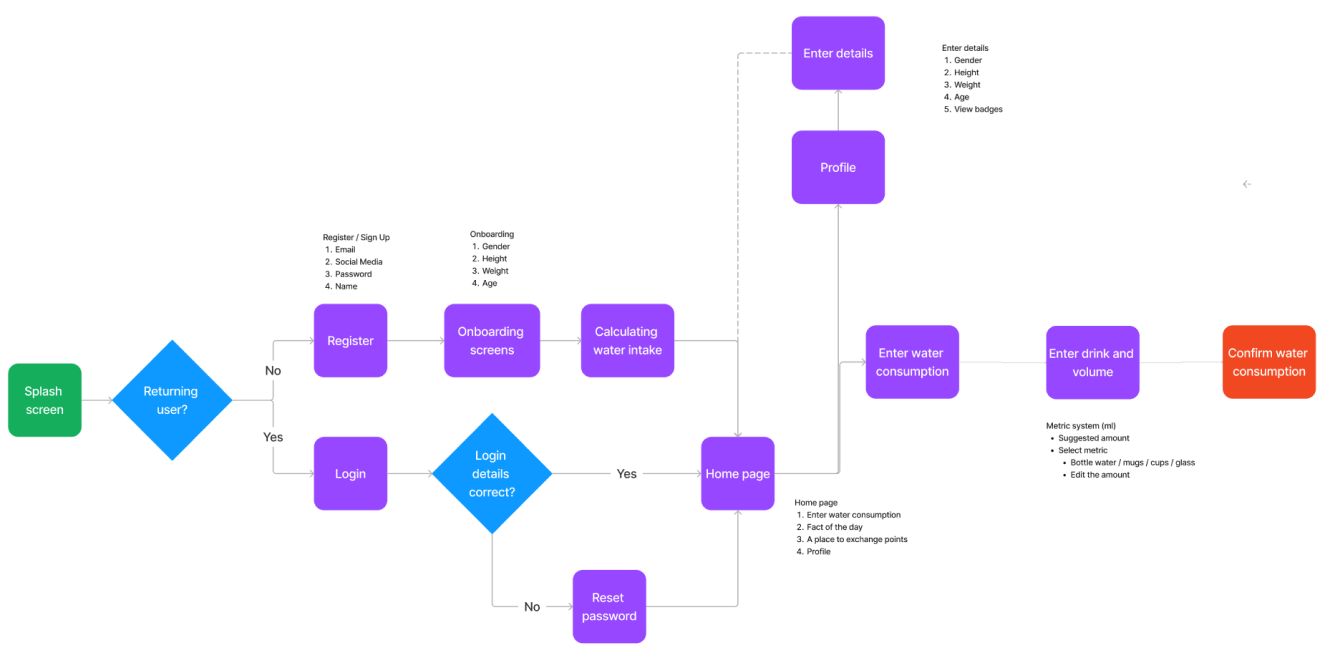 Enter details
Enter details
1. Gender
2. Height
3. Weight
4. Age
5. View badges
Profile
Register / Sign Up
1. Email
2. Social Media
3. Password
4. Name
Onboarding
1. Gender
2. Height
3. Weight
4. Age
Register
Onboarding
screens
Calculating
water intake
Enter water
consumption
Enter drink and
volume
Confirm water
consumption
No
Splash
screen
Returning
user?
Yes
Metric system (ml)
• Suggested amount
• Select metric
• Bottle water / mugs / cups / glass
• Edit the amount
Login
Login
details
correct?
Yes
Home page
Home page
1. Enter water consumption
2. Fact of the day
3. A place to exchange points
4. Profile
No
Reset
password